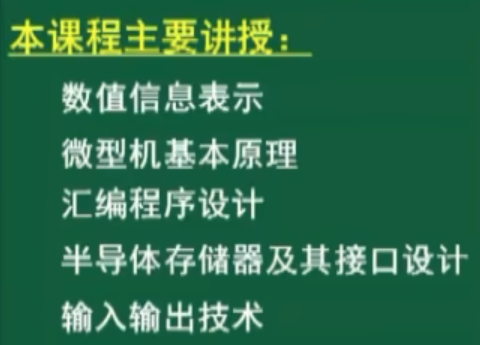 本课程主要讲授：
数值信息表示
微型机基本原理
汇编程序设计
半导体存储器及其接口设计
输入输出技术